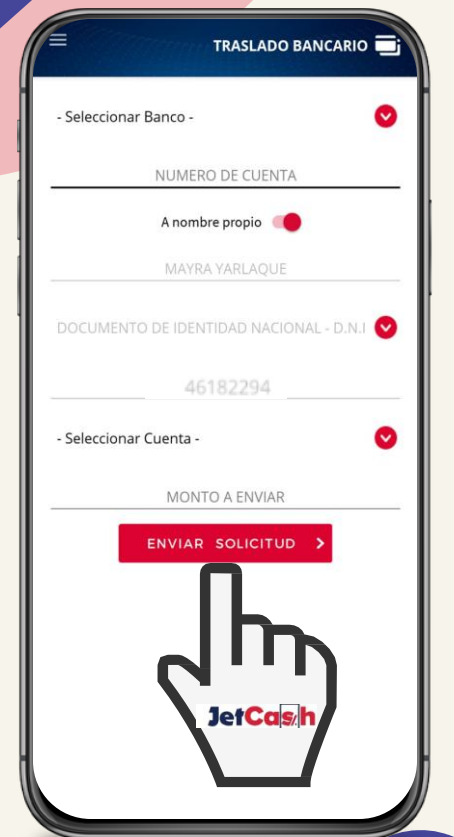 TRASLADO BANCARIO
- Seleccionar Banco -
NUMERO DE CUENTA
A nombre propio
MAYRA YARLAQUE
DOCUMENTO DE IDENTIDAD NACIONAL - D.N.I
46182294
- Seleccionar Cuenta -
MONTO A ENVIAR
ENVIAR SOLICITUD
JetCash